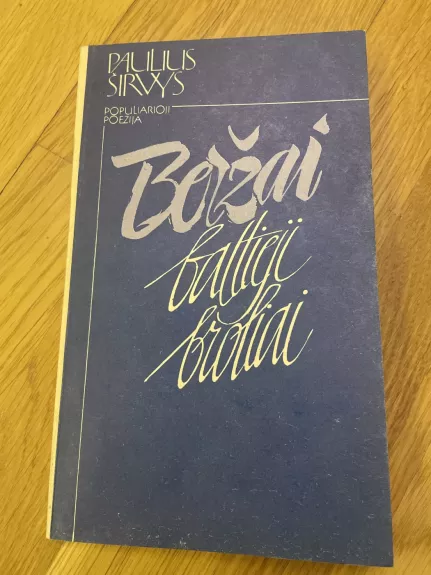 PAULIUS
ŠIRVYS
POPULIARIOJI
POEZIJA
Beržai
baltieji
broliai